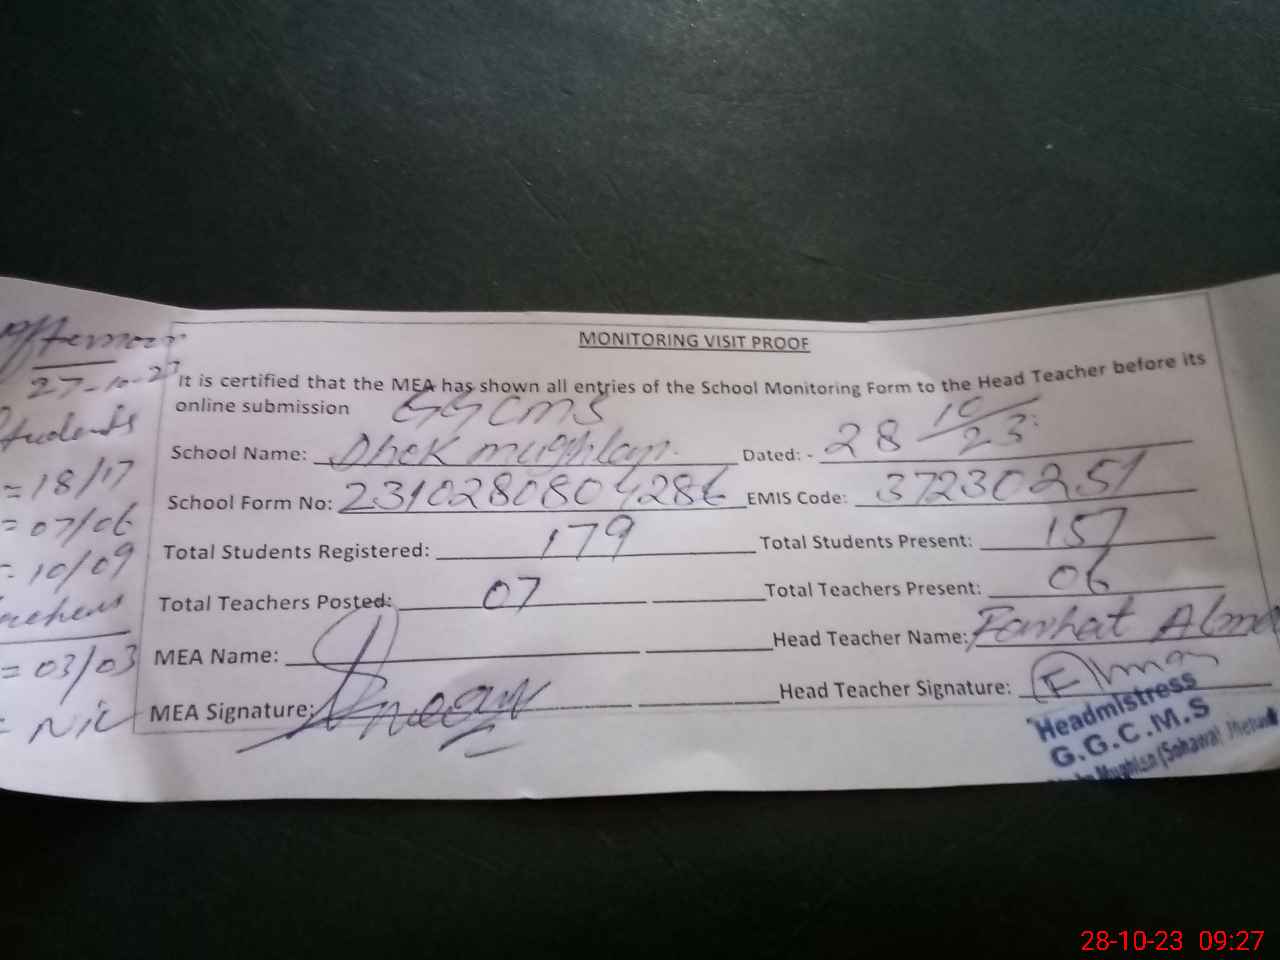 Afternoon
27-10-23
Students
= 18/17
= 07/06
= 10/09
Teachers
= 03/03
= Nil
MONITORING VISIT PROOF
It is certified that the MEA has shown all entries of the School Monitoring Form to the Head Teacher before its
online submission
GGCMS
School Name: Dhok mughlan. Dated: - 28 10/23
School Form No: 2310280804286 EMIS Code: 37230251
Total Students Registered: 179 Total Students Present: 157
Total Teachers Posted: 07 Total Teachers Present: 06
MEA Name: Head Teacher Name: Farhat
MEA Signature: Head Teacher Signature:
Headmistress
G.G.C.M.S
Mughlan (Sohawa)
28-10-23 09:27